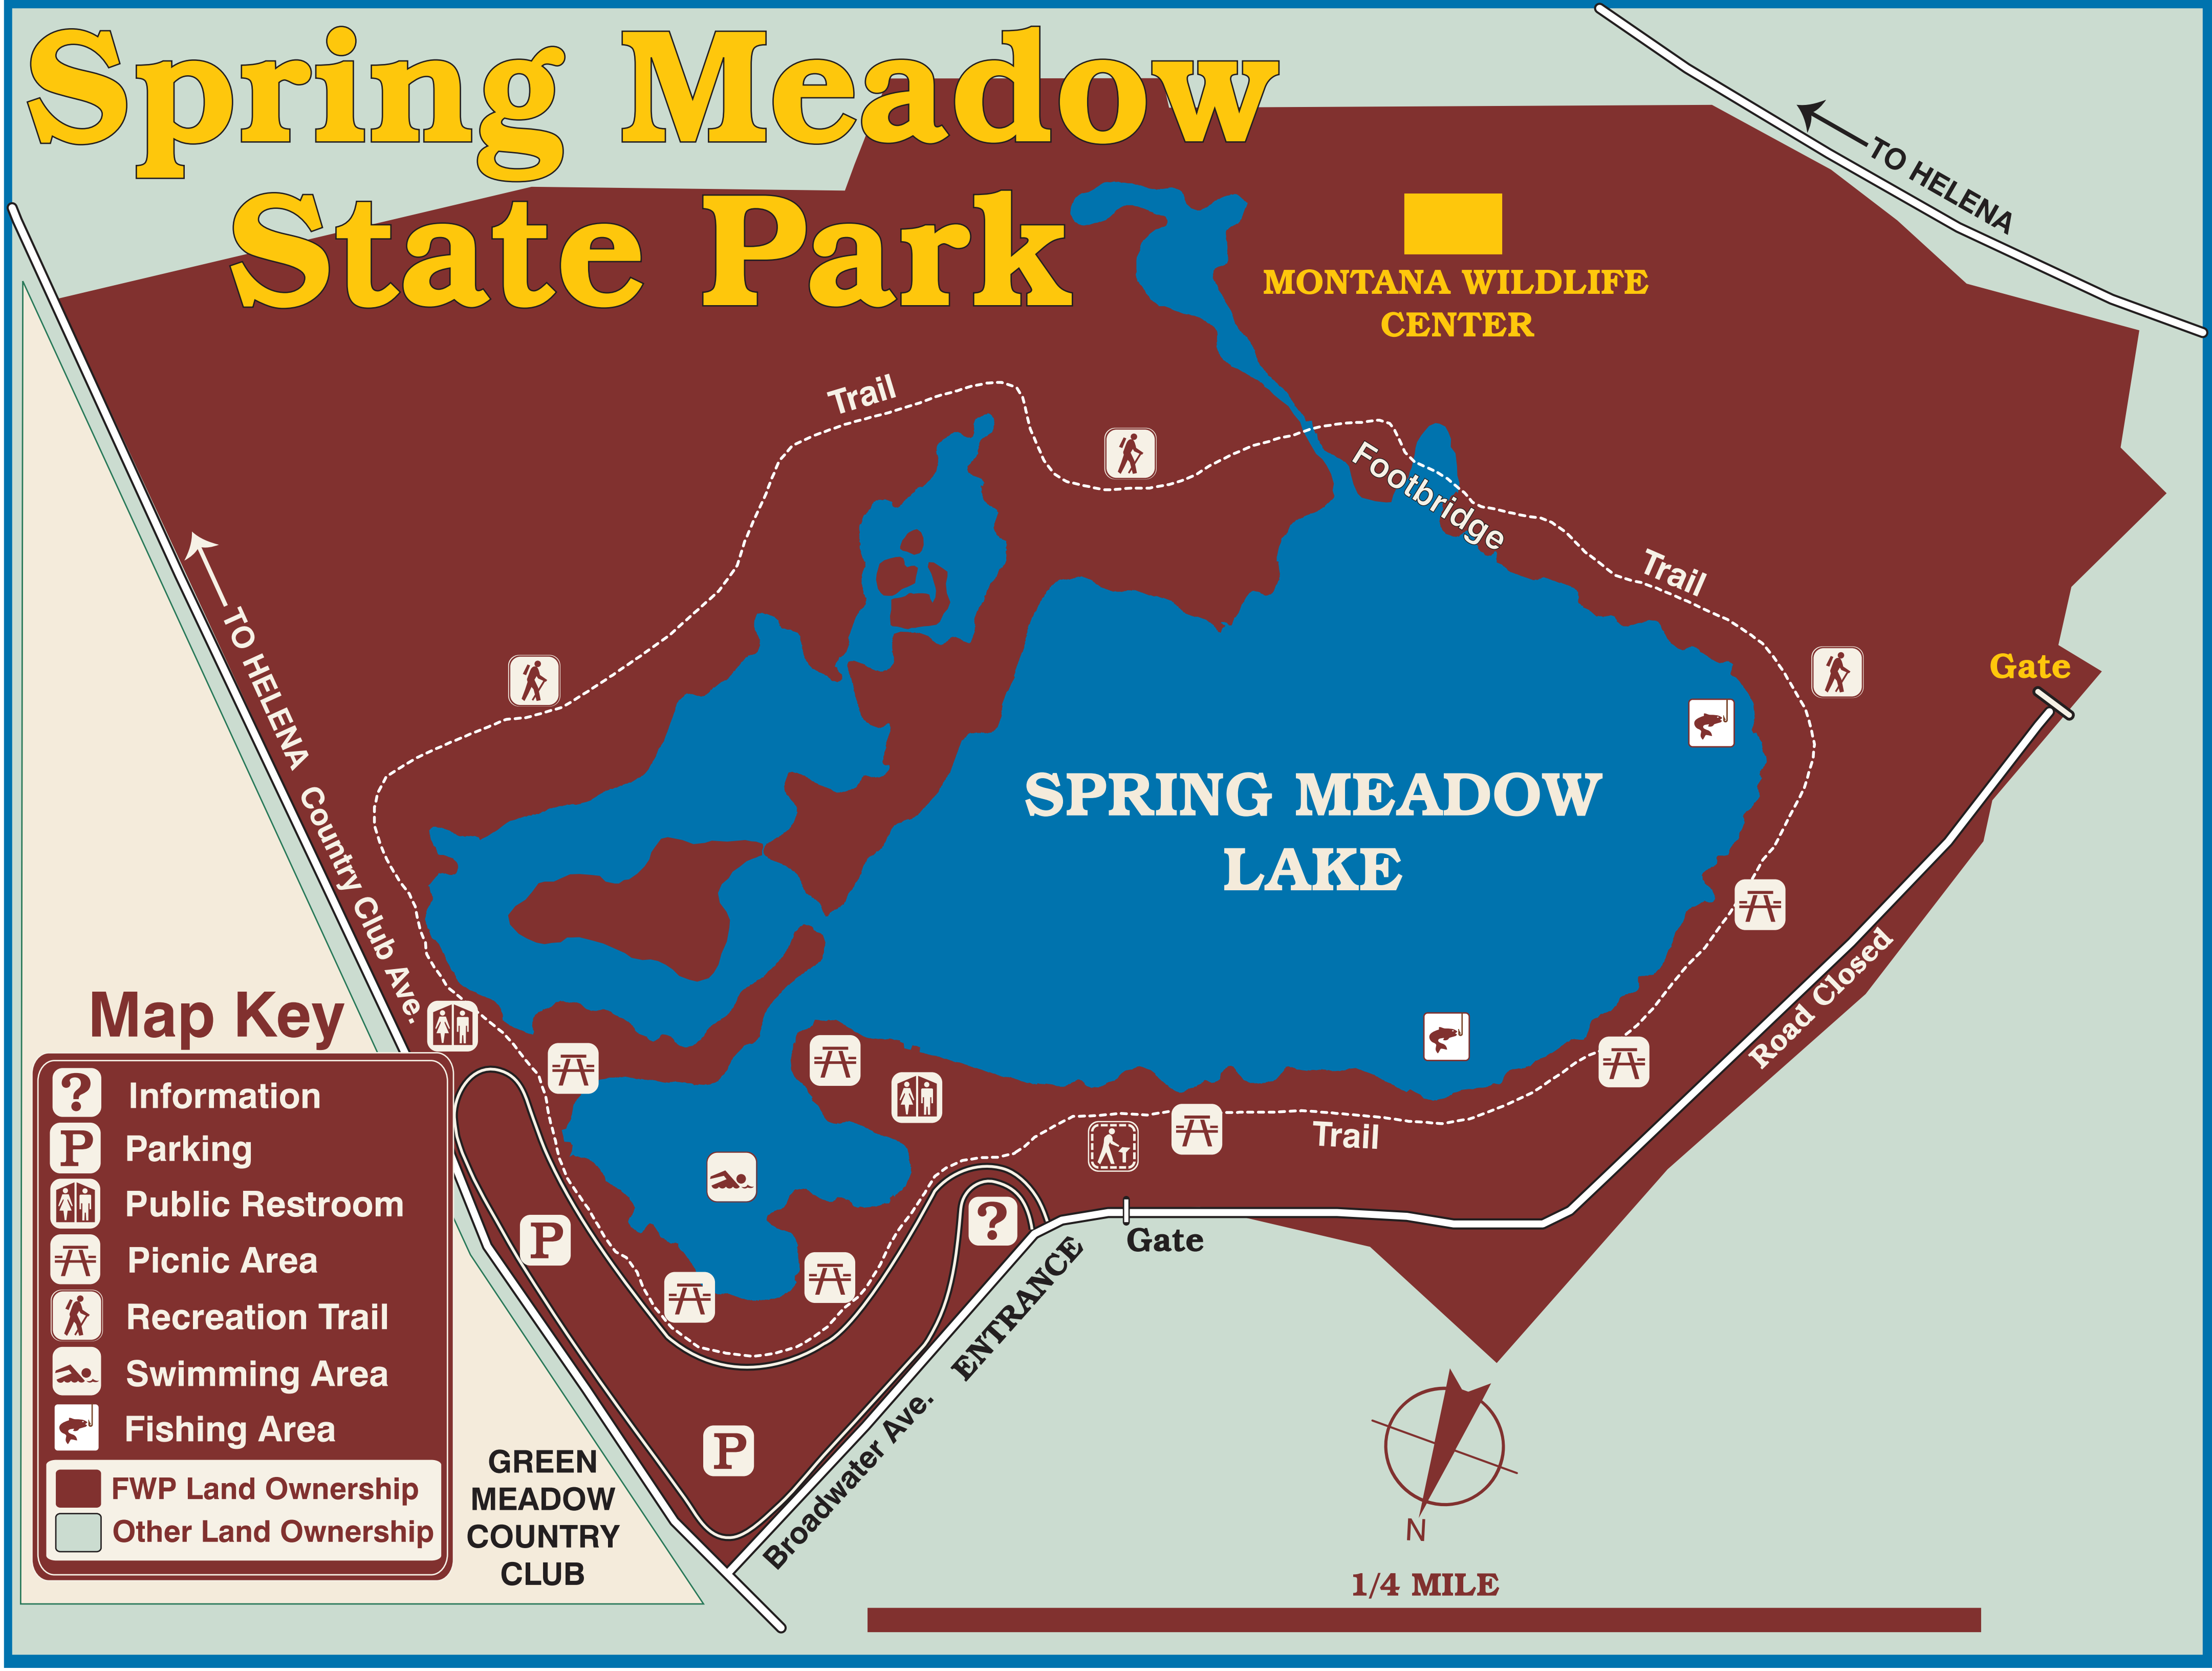 Spring Meadow
State Park
TO HELENA
MONTANA WILDLIFE
CENTER
Trail
Footbridge
Trail
Gate
TO HELENA
Country Club Ave.
SPRING MEADOW
LAKE
Road Closed
Trail
Gate
ENTRANCE
Broadwater Ave.
?
P
P
Map Key
? Information
P Parking
Public Restroom
Picnic Area
Recreation Trail
Swimming Area
Fishing Area
FWP Land Ownership
Other Land Ownership
GREEN
MEADOW
COUNTRY
CLUB
N
1/4 MILE